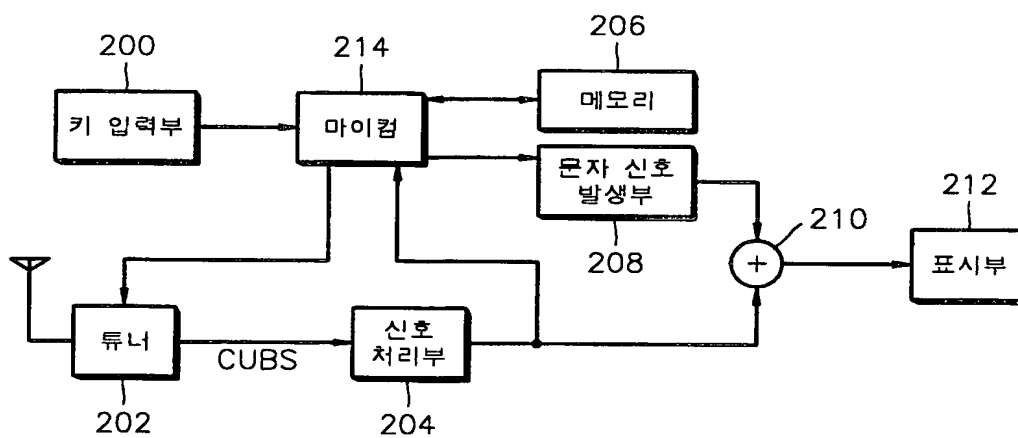 200
214
206
키 입력부
마이컴
메모리
문자 신호
발생부
208
210
212
표시부
튜너
CUBS
신호
처리부
202
204
+